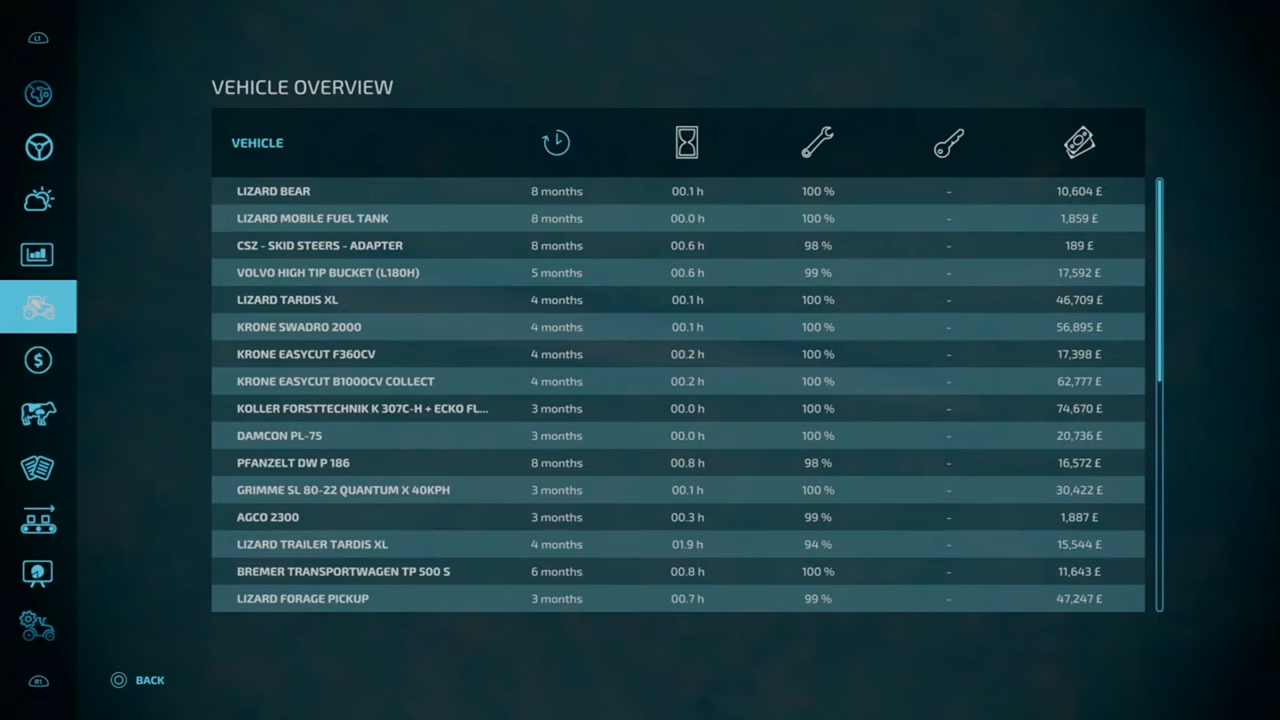 L1
VEHICLE OVERVIEW
VEHICLE
LIZARD BEAR 8 months 00.1 h 100 % - 10,604 £
LIZARD MOBILE FUEL TANK 8 months 00.0 h 100 % - 1,859 £
CSZ - SKID STEERS - ADAPTER 8 months 00.6 h 98 % - 189 £
VOLVO HIGH TIP BUCKET (L180H) 5 months 00.6 h 99 % - 17,592 £
LIZARD TARDIS XL 4 months 00.1 h 100 % - 46,709 £
KRONE SWADRO 2000 4 months 00.1 h 100 % - 56,895 £
KRONE EASYCUT F360CV 4 months 00.2 h 100 % - 17,398 £
KRONE EASYCUT B1000CV COLLECT 4 months 00.2 h 100 % - 62,777 £
KOLLER FORSTTECHNIK K 307C-H + ECKO FL... 3 months 00.0 h 100 % - 74,670 £
DAMCON PL-75 3 months 00.0 h 100 % - 20,736 £
PFANZELT DW P 186 8 months 00.8 h 98 % - 16,572 £
GRIMME SL 80-22 QUANTUM X 40KPH 3 months 00.1 h 100 % - 30,422 £
AGCO 2300 3 months 00.3 h 99 % - 1,887 £
LIZARD TRAILER TARDIS XL 4 months 01.9 h 94 % - 15,544 £
BREMER TRANSPORTWAGEN TP 500 S 6 months 00.8 h 100 % - 11,643 £
LIZARD FORAGE PICKUP 3 months 00.7 h 99 % - 47,247 £
R1
BACK